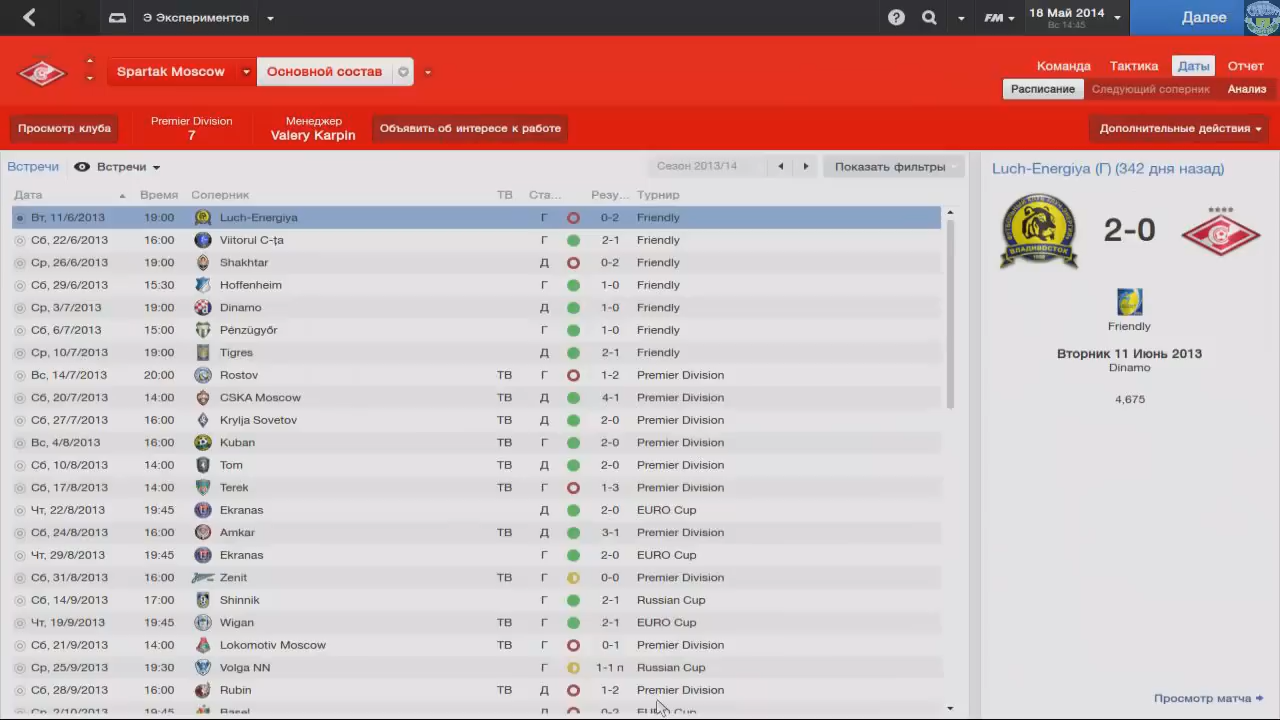 Э Экспериментов
?
FM
18 Май 2014
Вс 14:45
Далее
Spartak Moscow
Основной состав
Команда Тактика Даты Отчет
Расписание Следующий соперник Анализ
Просмотр клуба
Premier Division
7
Менеджер
Valery Karpin
Объявить об интересе к работе
Дополнительные действия
Встречи Встречи Сезон 2013/14 Показать фильтры
Дата Время Соперник ТВ Ста... Резу... Турнир
Вт, 11/6/2013 19:00 Luch-Energiya Г 0-2 Friendly
Сб, 22/6/2013 16:00 Viitorul C-ţa Г 2-1 Friendly
Ср, 26/6/2013 19:00 Shakhtar Д 0-2 Friendly
Сб, 29/6/2013 15:30 Hoffenheim Г 1-0 Friendly
Ср, 3/7/2013 19:00 Dinamo Д 1-0 Friendly
Сб, 6/7/2013 15:00 Pénzügyőr Г 1-0 Friendly
Ср, 10/7/2013 19:00 Tigres Д 2-1 Friendly
Вс, 14/7/2013 20:00 Rostov ТВ Г 1-2 Premier Division
Сб, 20/7/2013 14:00 CSKA Moscow ТВ Д 4-1 Premier Division
Сб, 27/7/2013 16:00 Krylja Sovetov ТВ Д 2-0 Premier Division
Вс, 4/8/2013 16:00 Kuban ТВ Г 2-0 Premier Division
Сб, 10/8/2013 14:00 Tom ТВ Д 2-0 Premier Division
Сб, 17/8/2013 14:00 Terek ТВ Г 1-3 Premier Division
Чт, 22/8/2013 19:45 Ekranas Д 2-0 EURO Cup
Сб, 24/8/2013 16:00 Amkar ТВ Д 3-1 Premier Division
Чт, 29/8/2013 19:45 Ekranas Г 2-0 EURO Cup
Сб, 31/8/2013 16:00 Zenit ТВ Г 0-0 Premier Division
Сб, 14/9/2013 17:00 Shinnik Г 2-1 Russian Cup
Чт, 19/9/2013 19:45 Wigan ТВ Г 2-1 EURO Cup
Сб, 21/9/2013 14:00 Lokomotiv Moscow ТВ Г 0-1 Premier Division
Ср, 25/9/2013 19:30 Volga NN Г 1-1 п Russian Cup
Сб, 28/9/2013 16:00 Rubin ТВ Д 1-2 Premier Division
Ср, 2/10/2013 19:45 Basel Д 0-2 EURO Cup
Luch-Energiya (Г) (342 дня назад)
ВЛАДИВОСТОК
2-0
Friendly
Вторник 11 Июнь 2013
Dinamo
4,675
Просмотр матча